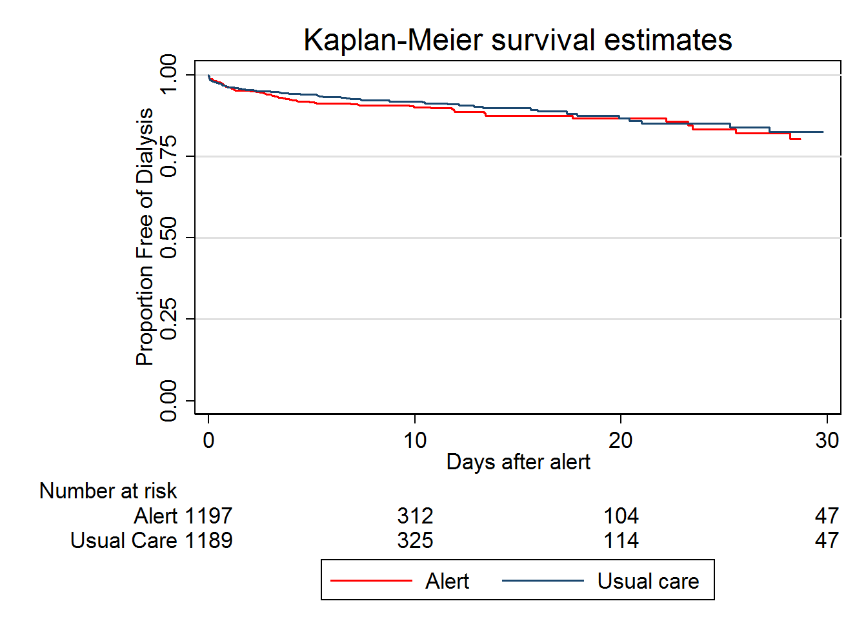 Kaplan-Meier survival estimates
Proportion Free of Dialysis
1.00
0.75
0.50
0.25
0.00
0 10 20 30
Days after alert
Number at risk
Alert 1197 312 104 47
Usual Care 1189 325 114 47
Alert Usual care